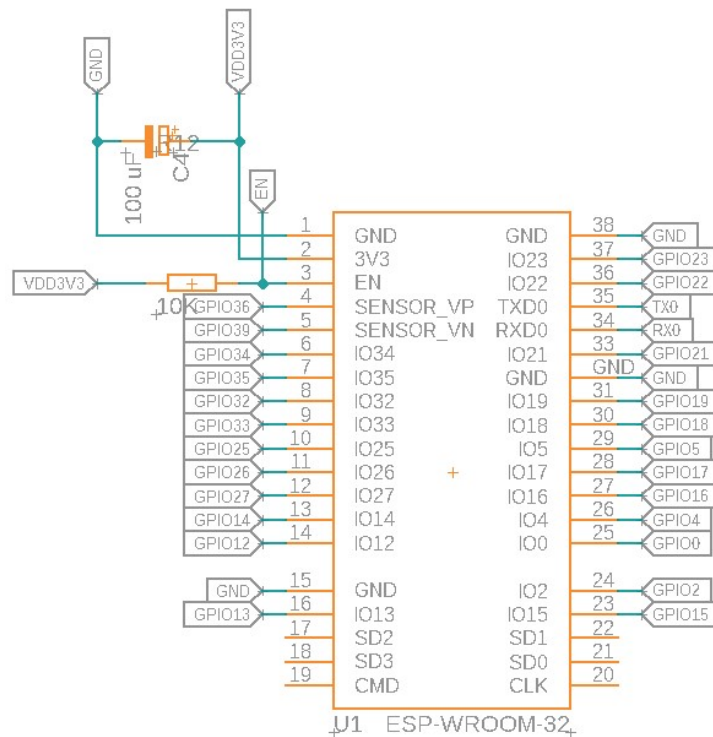 GND
VDD3V3
100 uF
C4
EN
VDD3V3
10K
1 GND GND 38 GND
2 3V3 IO23 37 GPIO23
3 EN IO22 36 GPIO22
GPIO36 4 SENSOR_VP TXD0 35 TX0
GPIO39 5 SENSOR_VN RXD0 34 RX0
GPIO34 6 IO34 IO21 33 GPIO21
GPIO35 7 IO35 GND GND GND
GPIO32 8 IO32 IO19 31 GPIO19
GPIO33 9 IO33 IO18 30 GPIO18
GPIO25 10 IO25 IO5 29 GPIO5
GPIO26 11 IO26 IO17 28 GPIO17
GPIO27 12 IO27 IO16 27 GPIO16
GPIO14 13 IO14 IO4 26 GPIO4
GPIO12 14 IO12 IO0 25 GPIO0
GND 15 GND IO2 24 GPIO2
GPIO13 16 IO13 IO15 23 GPIO15
17 SD2 SD1 22
18 SD3 SD0 21
19 CMD CLK 20
U1 ESP-WROOM-32